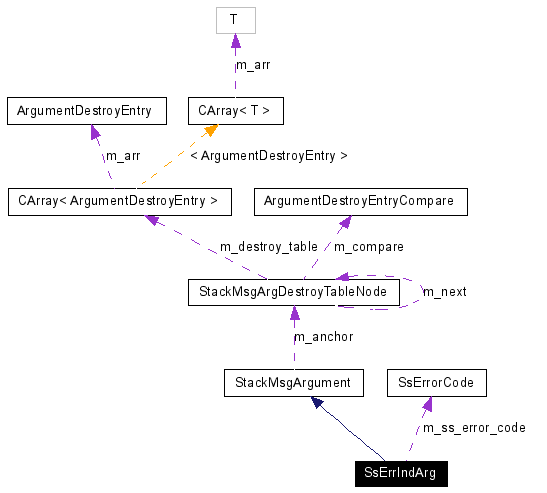 T
m_arr
ArgumentDestroyEntry
CArray< T >
m_arr
< ArgumentDestroyEntry >
CArray< ArgumentDestroyEntry >
ArgumentDestroyEntryCompare
m_destroy_table
m_compare
StackMsgArgDestroyTableNode
m_next
m_anchor
StackMsgArgument
SsErrorCode
m_ss_error_code
SsErrIndArg